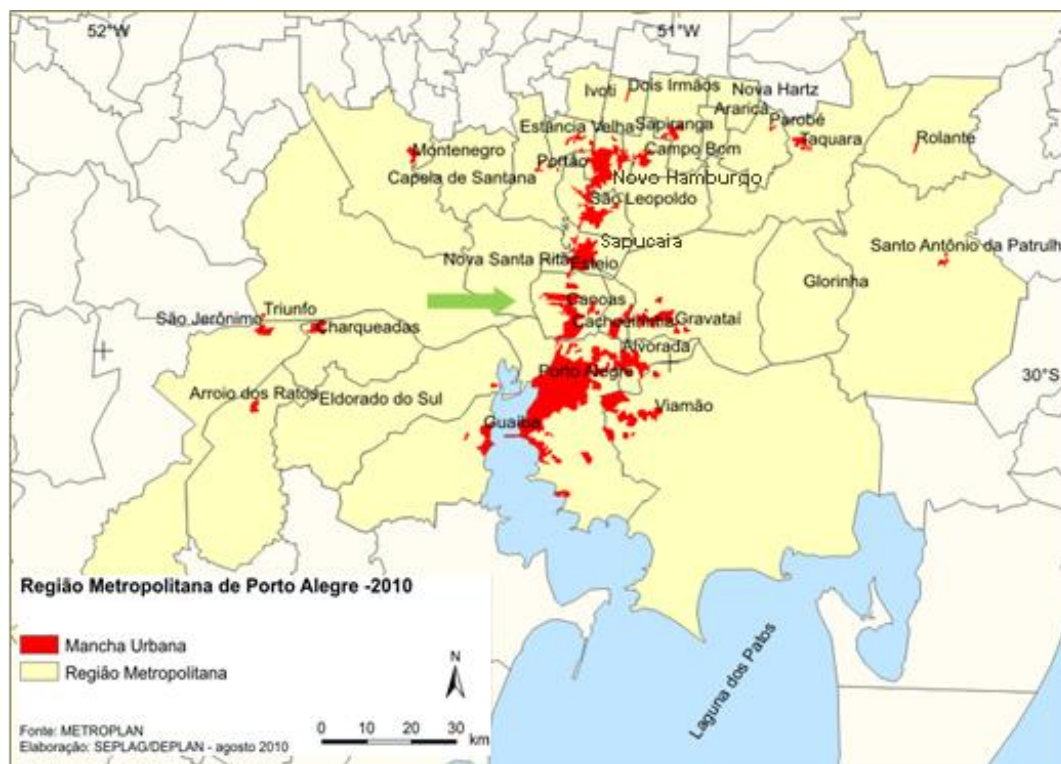 52°W
51°W
Ivoti
Dois Irmãos
Nova Hartz
Araricá
Estância Velha
Sapiranga
Parobé
Taquara
Rolante
Montenegro
Portão
Campo Bom
Capela de Santana
Novo Hamburgo
São Leopoldo
Sapucaia
Nova Santa Rita
Esteio
Santo Antônio da Patrulh
Glorinha
Canoas
Triunfo
São Jerônimo
Charqueadas
Cachoeirinha
Gravataí
Alvorada
Porto Alegre
30°S
Arroio dos Ratos
Eldorado do Sul
Viamão
Guaíba
Laguna dos Patos
Região Metropolitana de Porto Alegre -2010
Mancha Urbana
Região Metropolitana
N
0 10 20 30
km
Fonte: METROPLAN
Elaboração: SEPLAG/DEPLAN - agosto 2010